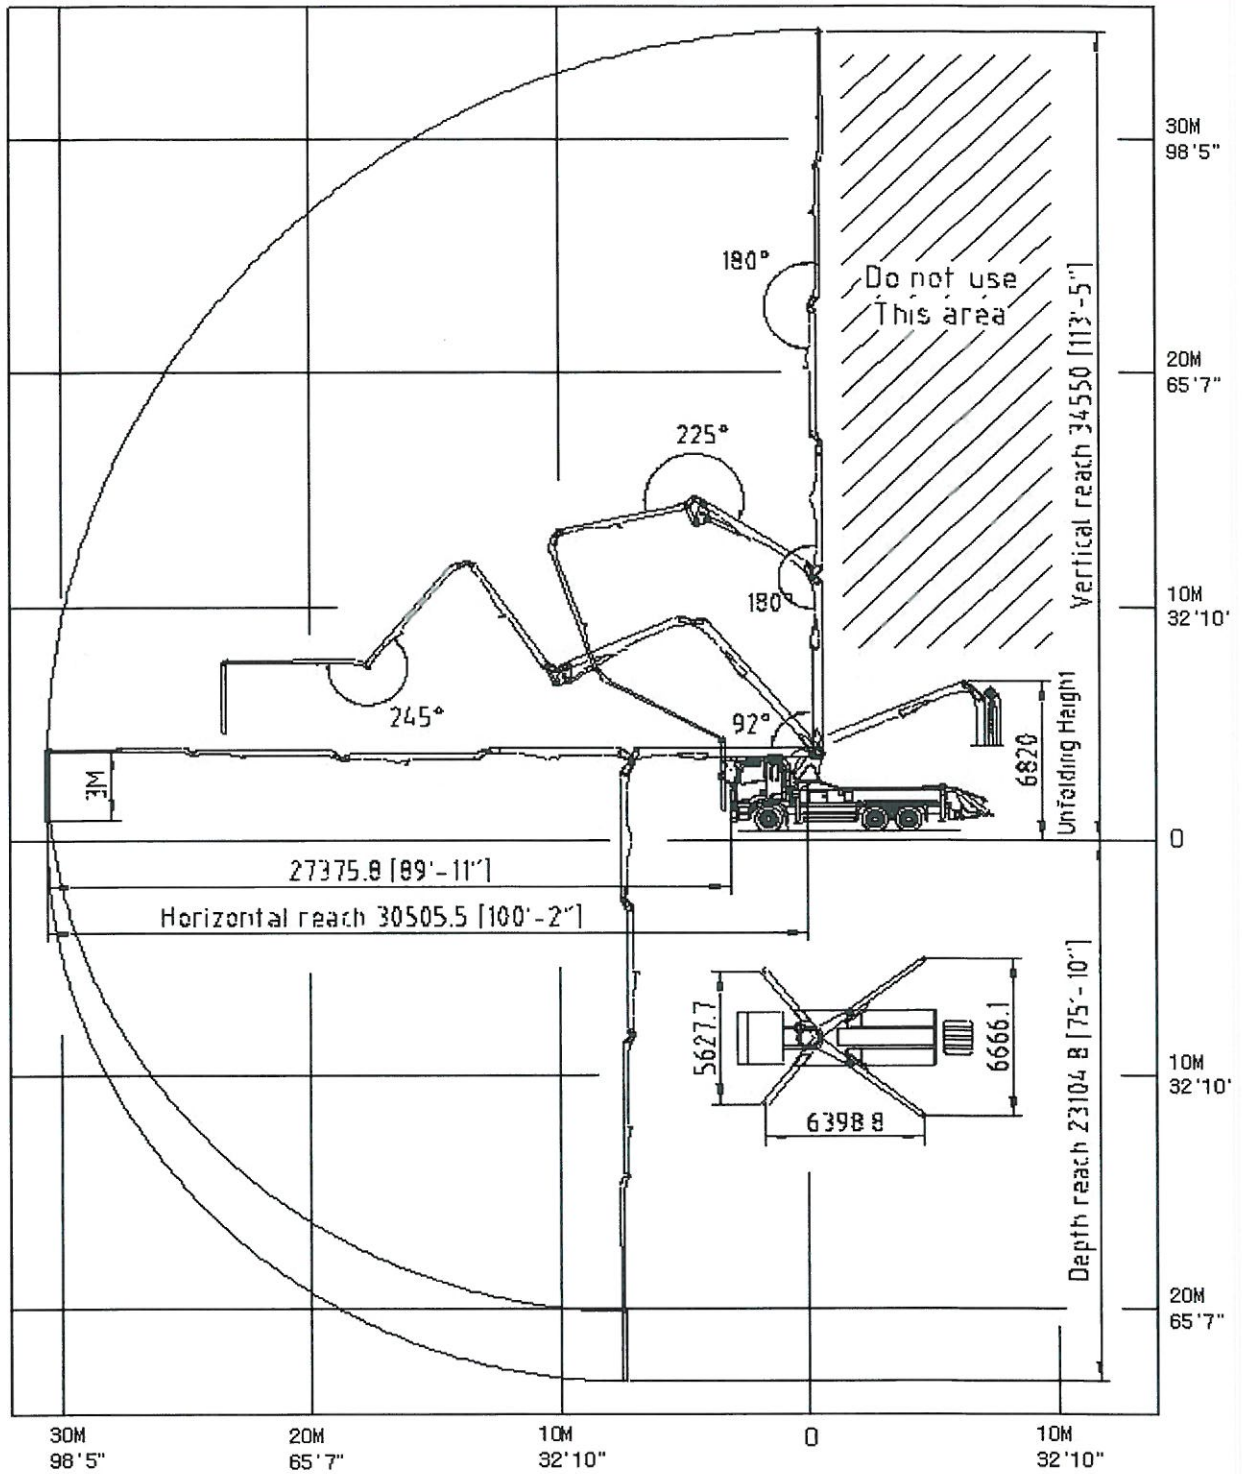 30M
98'5"
180°
Do not use
This area
Vertical reach 34550 [113'-5"]
20M
65'7"
225°
180°
10M
32'10'
245°
92°
3M
6820
Unfolding Height
0
27375.8 [89'-11"]
Horizontal reach 30505.5 [100'-2"]
5627.7
6666.1
6398 8
Depth reach 23104 8 [75'-10"]
10M
32'10'
20M
65'7"
30M
98'5"
20M
65'7"
10M
32'10"
0
10M
32'10"